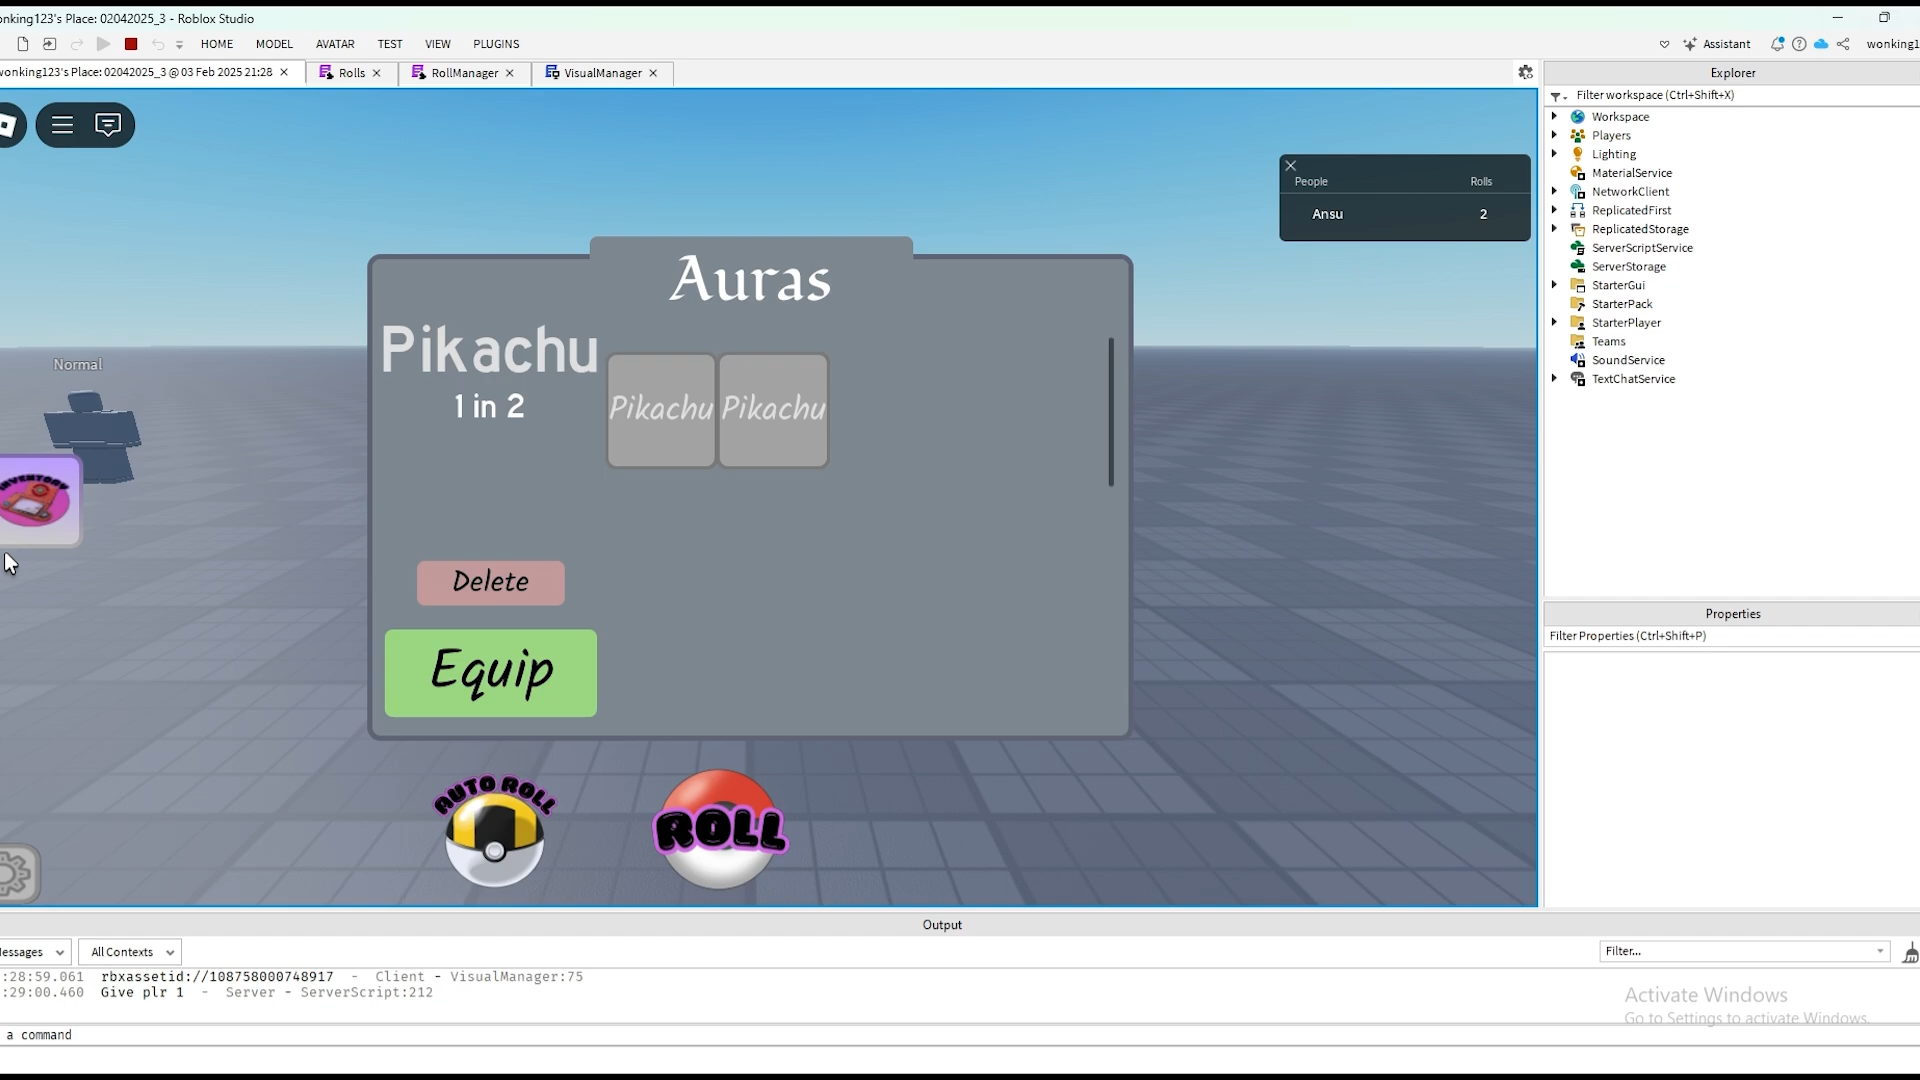 onking123's Place: 02042025_3 - Roblox Studio
HOME MODEL AVATAR TEST VIEW PLUGINS
Assistant
wonking1
wonking123's Place: 02042025_3 @ 03 Feb 2025 21:28
Rolls
RollManager
VisualManager
Explorer
Filter workspace (Ctrl+Shift+X)
Workspace
Players
Lighting
MaterialService
NetworkClient
ReplicatedFirst
ReplicatedStorage
ServerScriptService
ServerStorage
StarterGui
StarterPack
StarterPlayer
Teams
SoundService
TextChatService
Properties
Filter Properties (Ctrl+Shift+P)
People Rolls
Ansu 2
Auras
Pikachu
1 in 2
Pikachu Pikachu
Normal
INVENTORY
Delete
Equip
AUTO ROLL
ROLL
Output
essages
All Contexts
Filter...
:28:59.061 rbxassetid://108758000748917 - Client - VisualManager:75
:29:00.460 Give plr 1 - Server - ServerScript:212
Activate Windows
Go to Settings to activate Windows.
a command